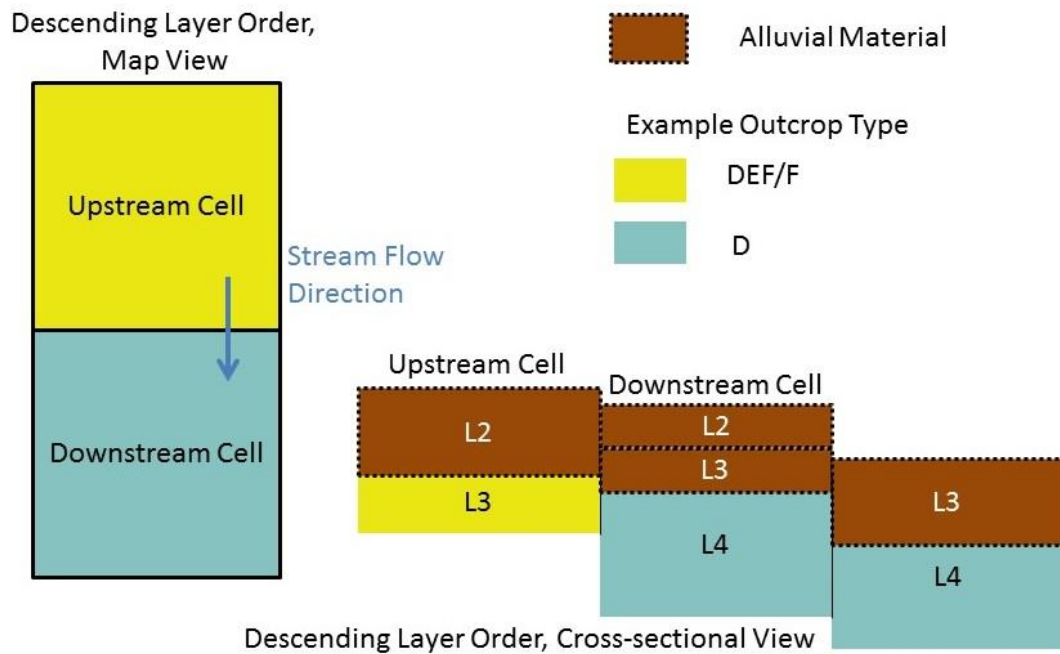 Descending Layer Order,
Map View
Upstream Cell
Stream Flow
Direction
Downstream Cell
Alluvial Material
Example Outcrop Type
DEF/F
D
Upstream Cell
Downstream Cell
L2
L3
L2
L3
L4
L3
L4
Descending Layer Order, Cross-sectional View